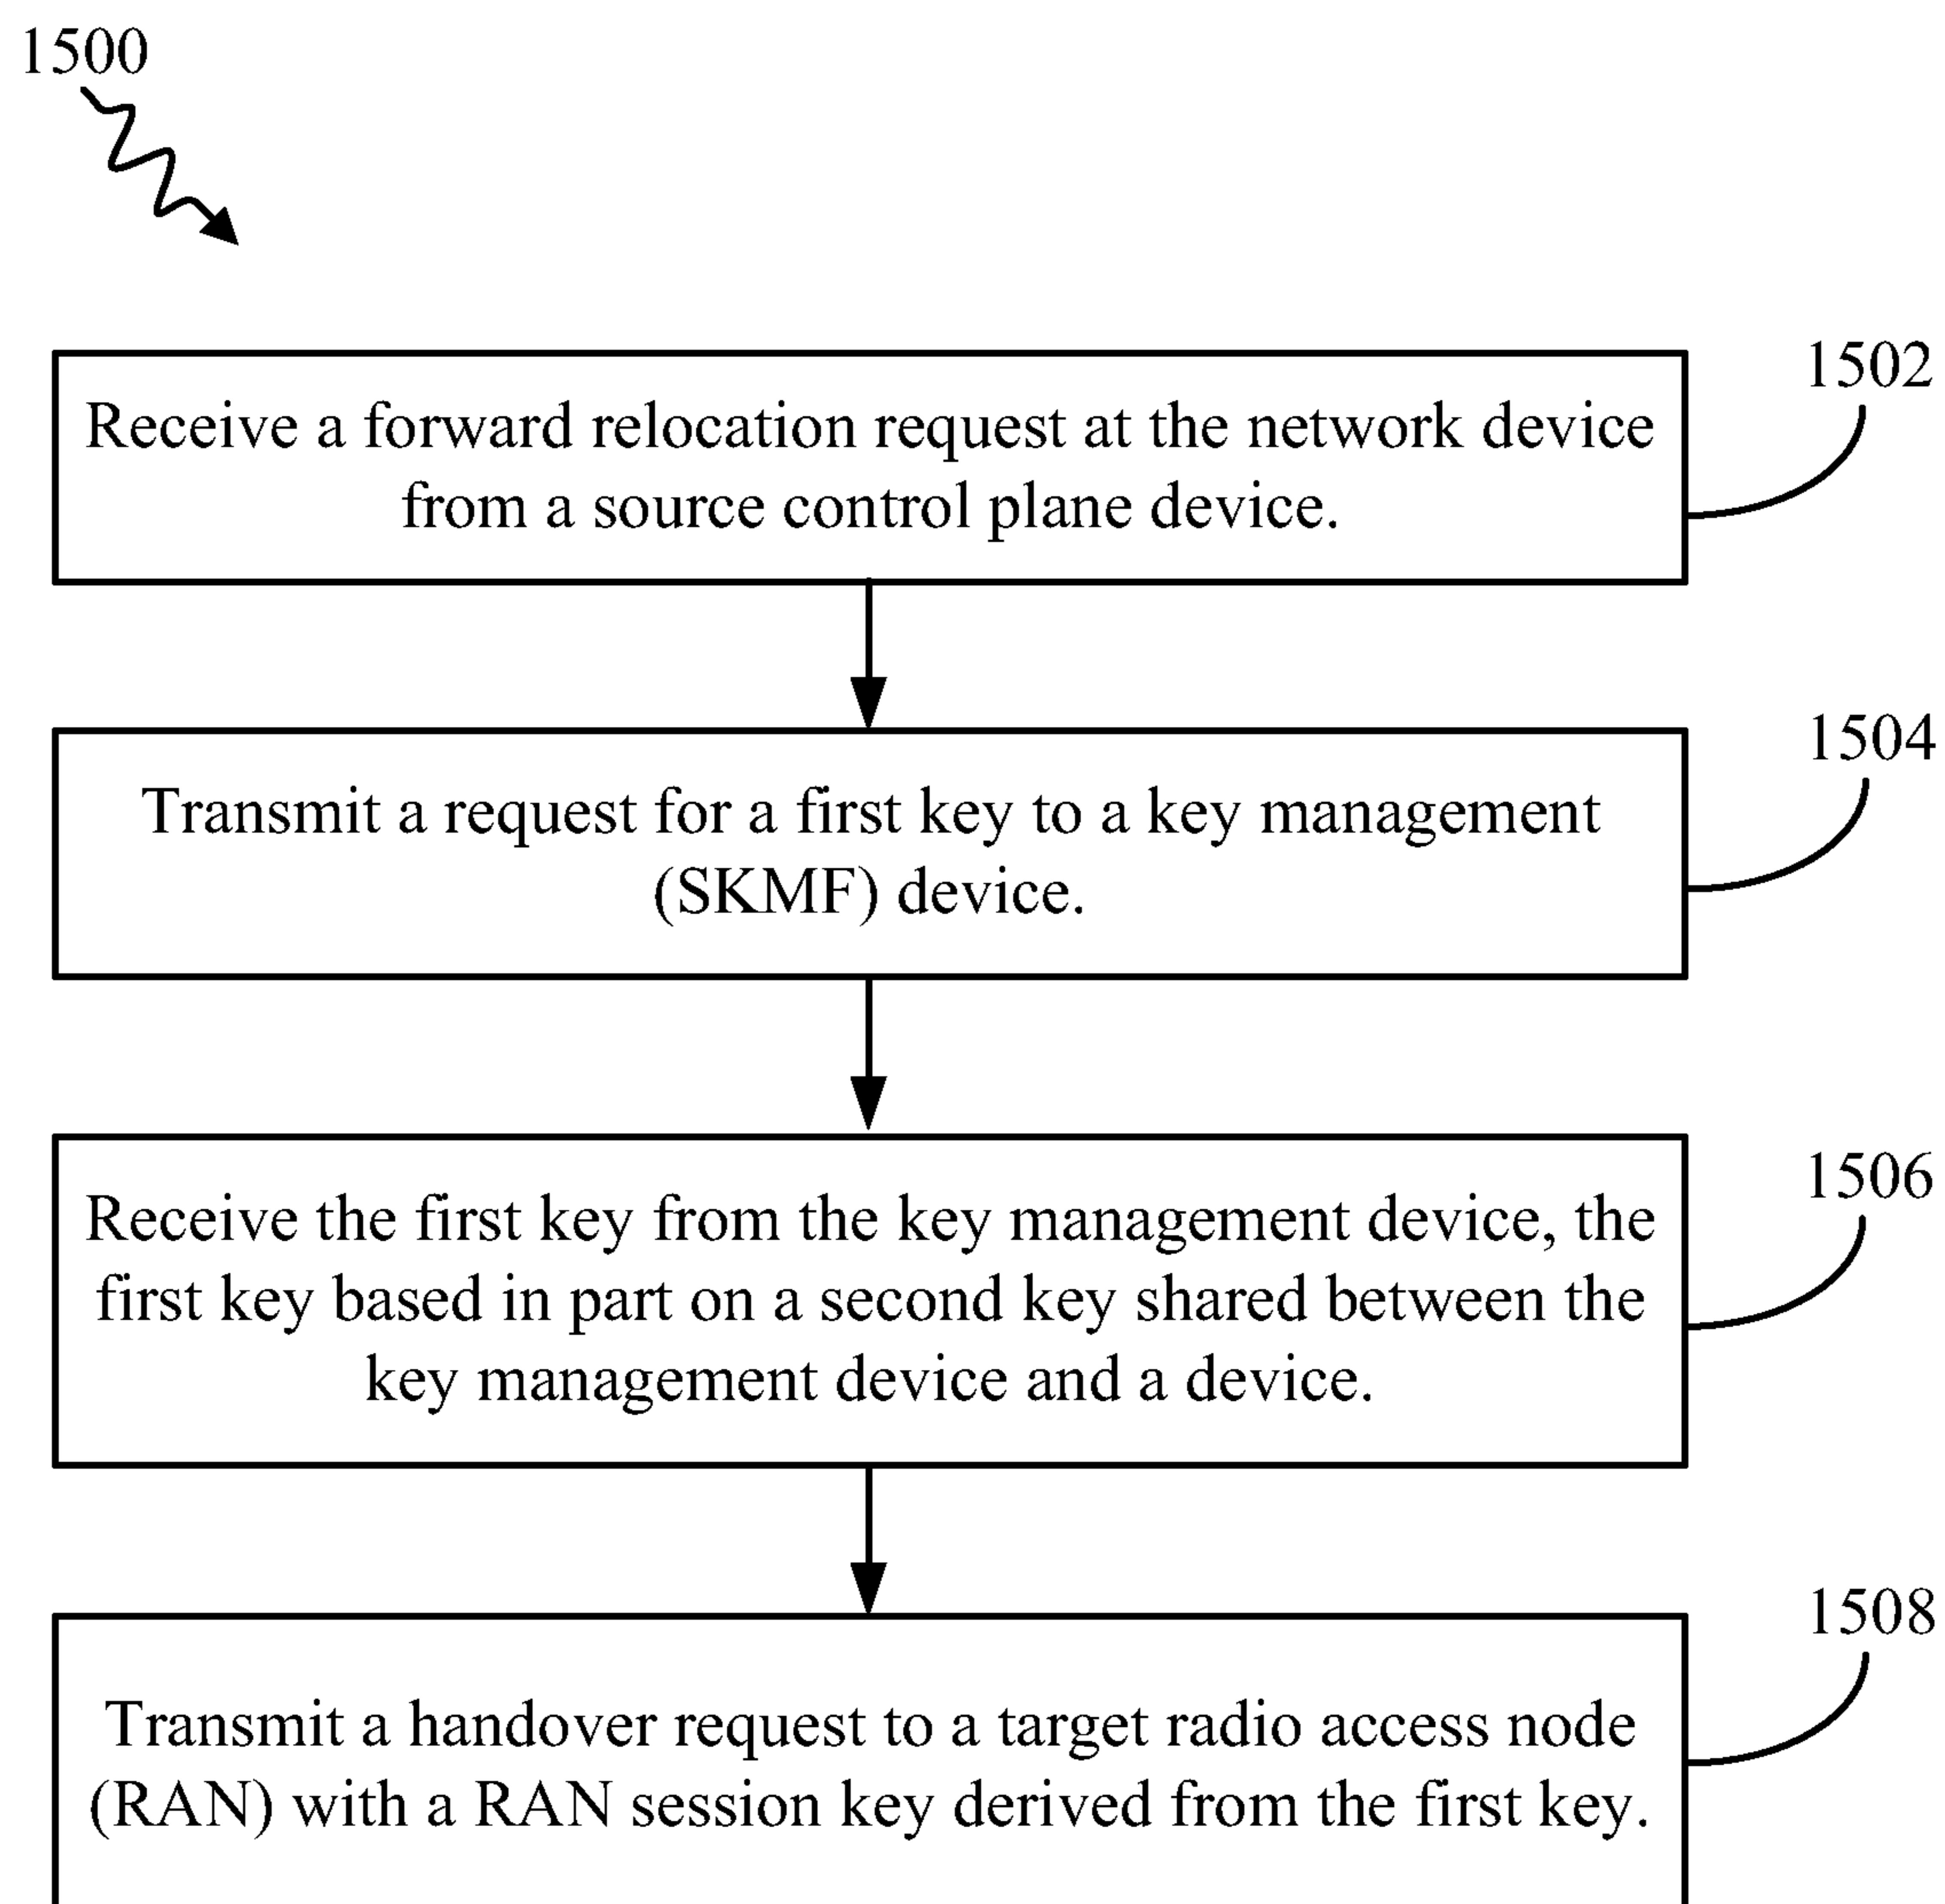 1500
1502
Receive a forward relocation request at the network device
from a source control plane device.
1504
Transmit a request for a first key to a key management
(SKMF) device.
1506
Receive the first key from the key management device, the
first key based in part on a second key shared between the
key management device and a device.
1508
Transmit a handover request to a target radio access node
(RAN) with a RAN session key derived from the first key.